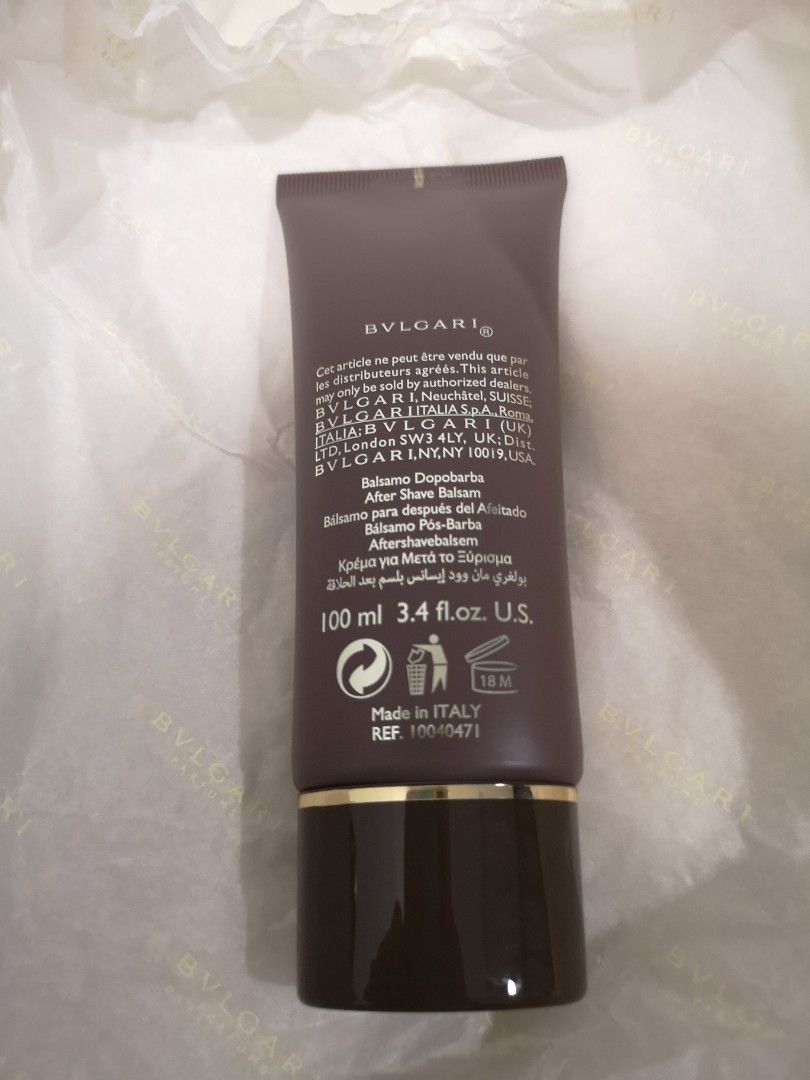 BVLGARI®
Cet article ne peut être vendu que par
les distributeurs agréés. This article
may only be sold by authorized dealers.
BVLGARI, Neuchâtel, SUISSE;
BVLGARI ITALIA S.p.A., Roma,
ITALIA; BVLGARI (UK)
LTD, London SW3 4LY, UK; Dist.
BVLGARI, NY, NY 10019, USA.
Balsamo Dopobarba
After Shave Balsam
Bálsamo para después del Afeitado
Bálsamo Pós-Barba
Aftershavebalsem
Κρέμα για Μετά το Ξύρισμα
بولغري مان وود إيسانس بلسم بعد الحلاقة
100 ml 3.4 fl.oz. U.S.
18 M
Made in ITALY
REF. 10040471
BVLGARI
PARFUMS